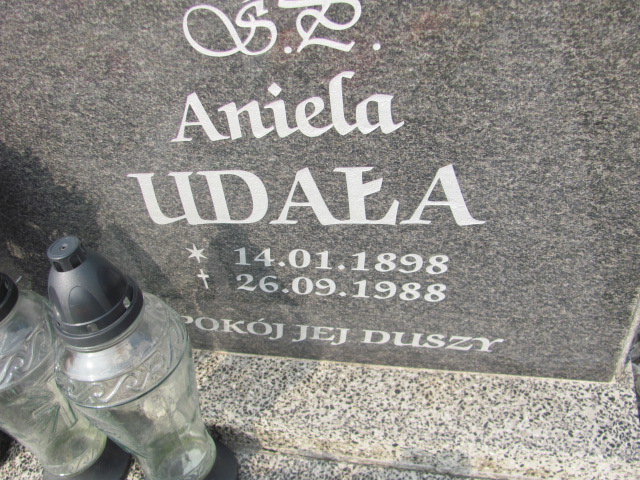 Ś.P.
Aniela
UDAŁA
✶ 14.01.1898
† 26.09.1988
POKÓJ JEJ DUSZY